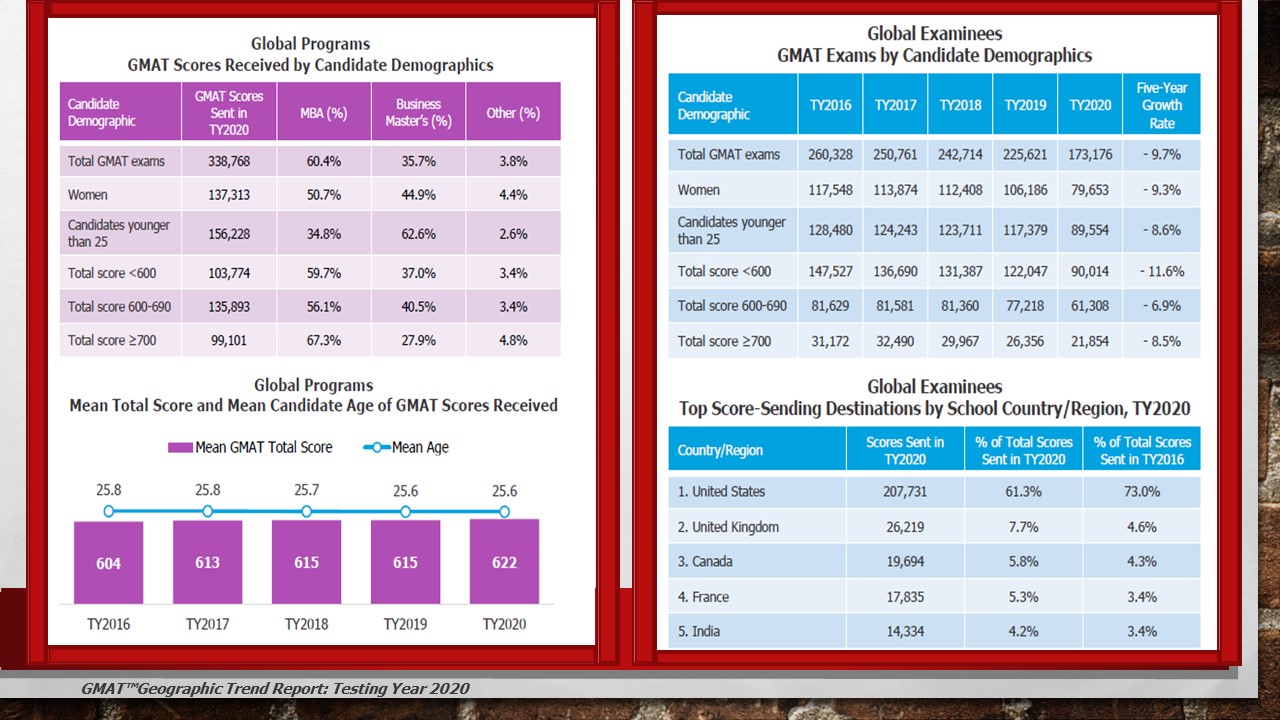 Global Programs
GMAT Scores Received by Candidate Demographics
Candidate Demographic GMAT Scores Sent in TY2020 MBA (%) Business Master's (%) Other (%)
Total GMAT exams 338,768 60.4% 35.7% 3.8%
Women 137,313 50.7% 44.9% 4.4%
Candidates younger than 25 156,228 34.8% 62.6% 2.6%
Total score <600 103,774 59.7% 37.0% 3.4%
Total score 600-690 135,893 56.1% 40.5% 3.4%
Total score ≥700 99,101 67.3% 27.9% 4.8%
Global Programs
Mean Total Score and Mean Candidate Age of GMAT Scores Received
Mean GMAT Total Score Mean Age
25.8 25.8 25.7 25.6 25.6
604 613 615 615 622
TY2016 TY2017 TY2018 TY2019 TY2020
Global Examinees
GMAT Exams by Candidate Demographics
Candidate Demographic TY2016 TY2017 TY2018 TY2019 TY2020 Five-Year Growth Rate
Total GMAT exams 260,328 250,761 242,714 225,621 173,176 - 9.7%
Women 117,548 113,874 112,408 106,186 79,653 - 9.3%
Candidates younger than 25 128,480 124,243 123,711 117,379 89,554 - 8.6%
Total score <600 147,527 136,690 131,387 122,047 90,014 - 11.6%
Total score 600-690 81,629 81,581 81,360 77,218 61,308 - 6.9%
Total score ≥700 31,172 32,490 29,967 26,356 21,854 - 8.5%
Global Examinees
Top Score-Sending Destinations by School Country/Region, TY2020
Country/Region Scores Sent in TY2020 % of Total Scores Sent in TY2020 % of Total Scores Sent in TY2016
1. United States 207,731 61.3% 73.0%
2. United Kingdom 26,219 7.7% 4.6%
3. Canada 19,694 5.8% 4.3%
4. France 17,835 5.3% 3.4%
5. India 14,334 4.2% 3.4%
GMAT™Geographic Trend Report: Testing Year 2020